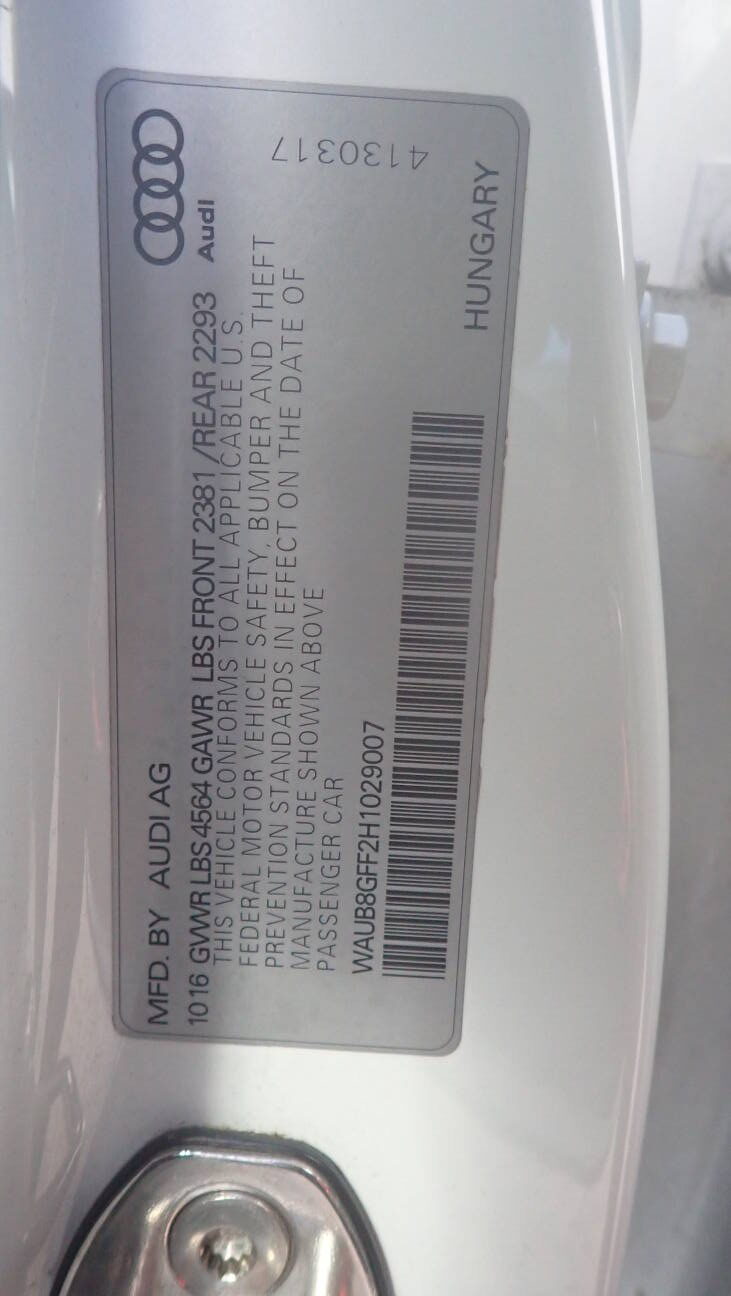 MFD. BY AUDI AG
Audi
1016 GVWR LBS 4564 GAWR LBS FRONT 2381 /REAR 2293
THIS VEHICLE CONFORMS TO ALL APPLICABLE U.S.
FEDERAL MOTOR VEHICLE SAFETY, BUMPER AND THEFT
PREVENTION STANDARDS IN EFFECT ON THE DATE OF
MANUFACTURE SHOWN ABOVE
PASSENGER CAR
4130317
WAUB8GFF2H1029007
HUNGARY